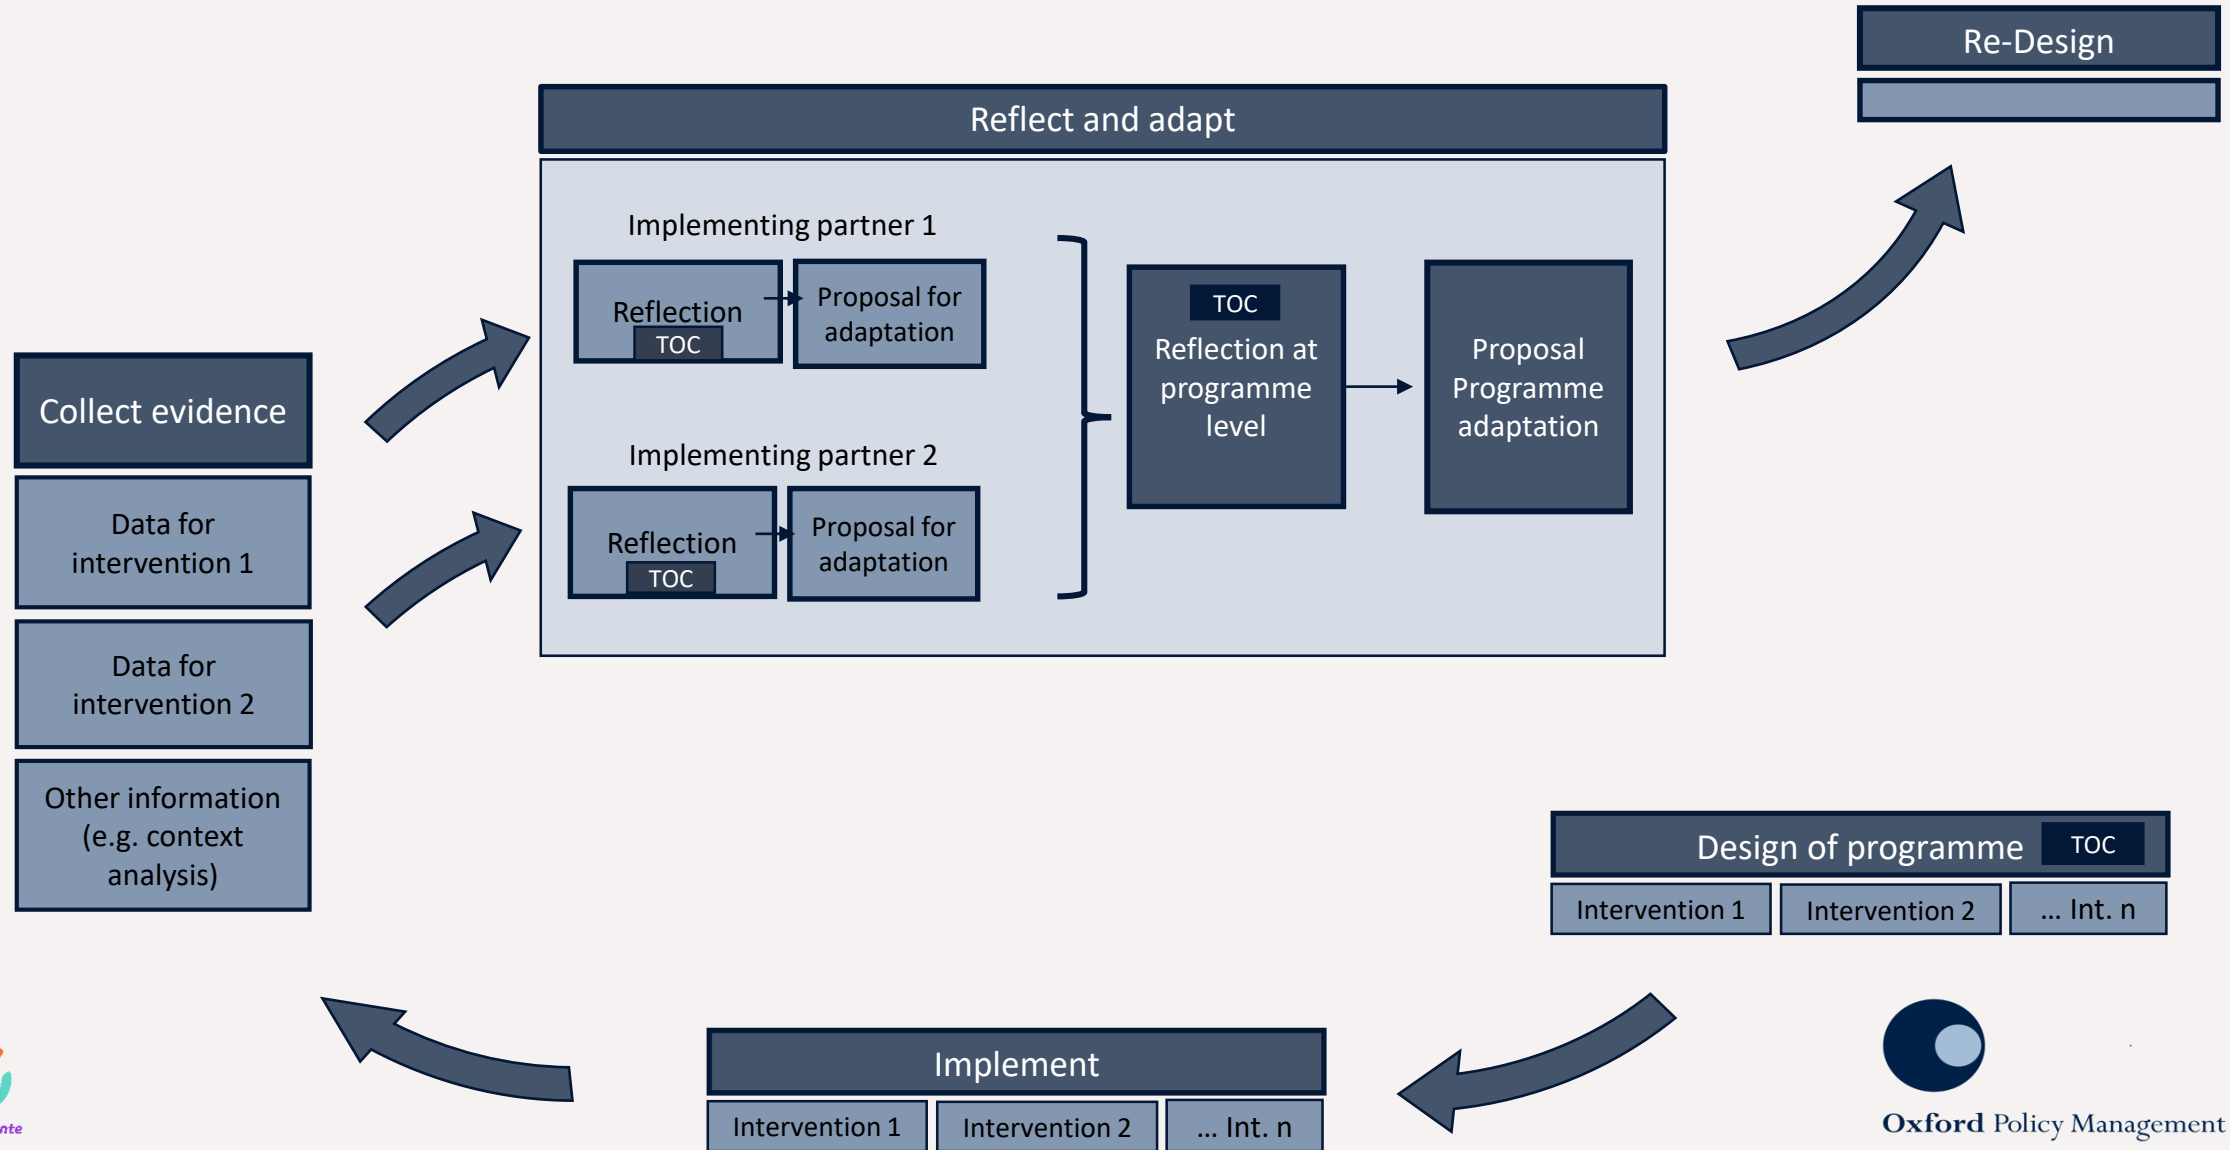 Re-Design
Reflect and adapt
Implementing partner 1
Reflection
TOC
Proposal for
adaptation
TOC
Reflection at
programme
level
Proposal
Programme
adaptation
Implementing partner 2
Reflection
TOC
Proposal for
adaptation
Collect evidence
Data for
intervention 1
Data for
intervention 2
Other information
(e.g. context
analysis)
Design of programme
TOC
Intervention 1
Intervention 2
... Int. n
Implement
Intervention 1
Intervention 2
... Int. n
nte
Oxford Policy Management